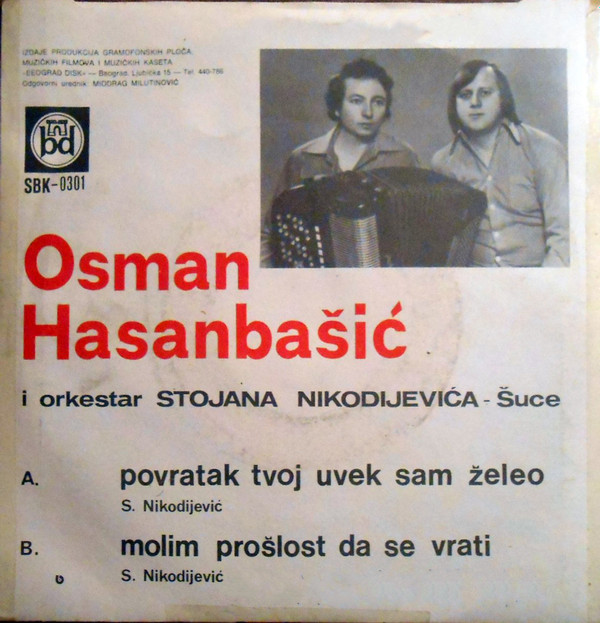 IZDAJE PRODUKCIJA GRAMOFONSKIH PLOČA,
MUZIČKIH FILMOVA I MUZIČKIH KASETA
«BEOGRAD DISK» — Beograd, Ljubićka 15 — Tel. 440-786
Odgovorni urednik: MIODRAG MILUTINOVIĆ
bd
SBK-0301
Osman
Hasanbašić
i orkestar STOJANA NIKODIJEVIĆA - Šuce
A. povratak tvoj uvek sam želeo
S. Nikodijević
B. molim prošlost da se vrati
S. Nikodijević